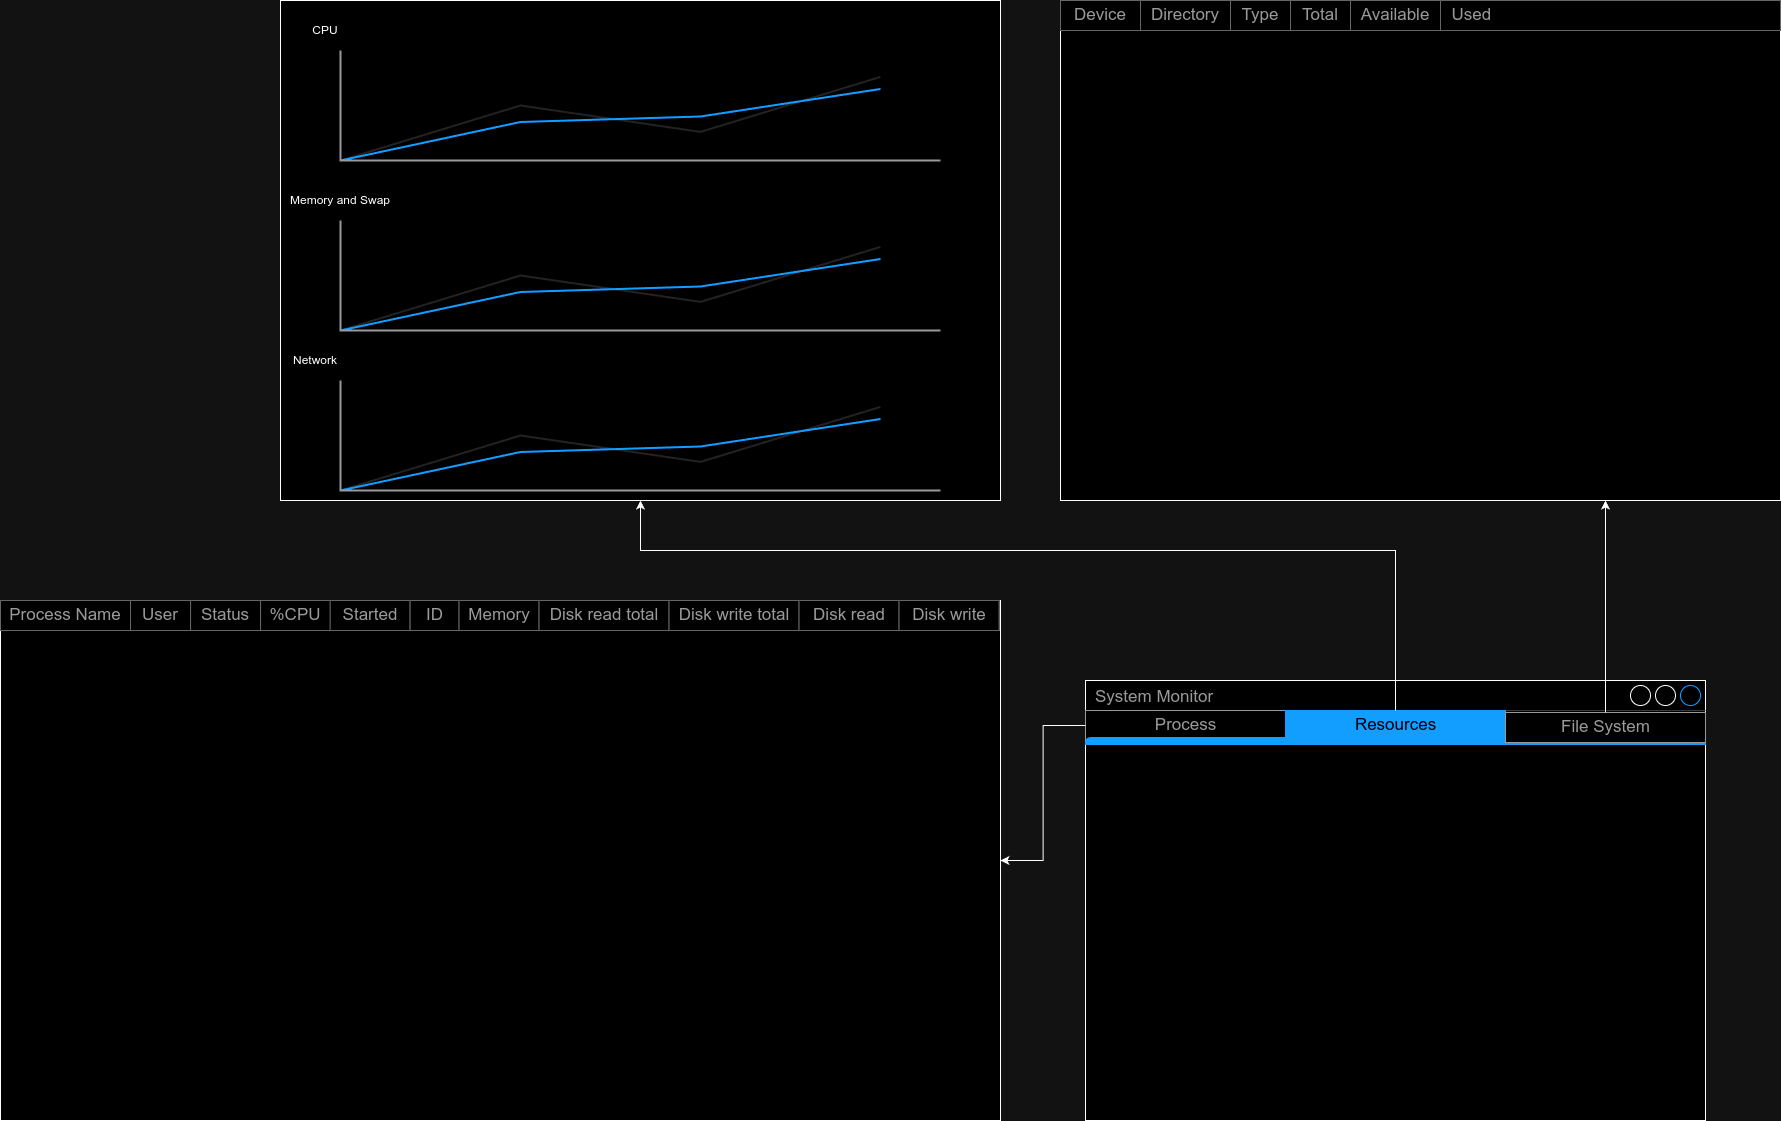 CPU
Memory and Swap
Network
Device Directory Type Total Available Used
Process Name User Status %CPU Started ID Memory Disk read total Disk write total Disk read Disk write
System Monitor
Process Resources File System